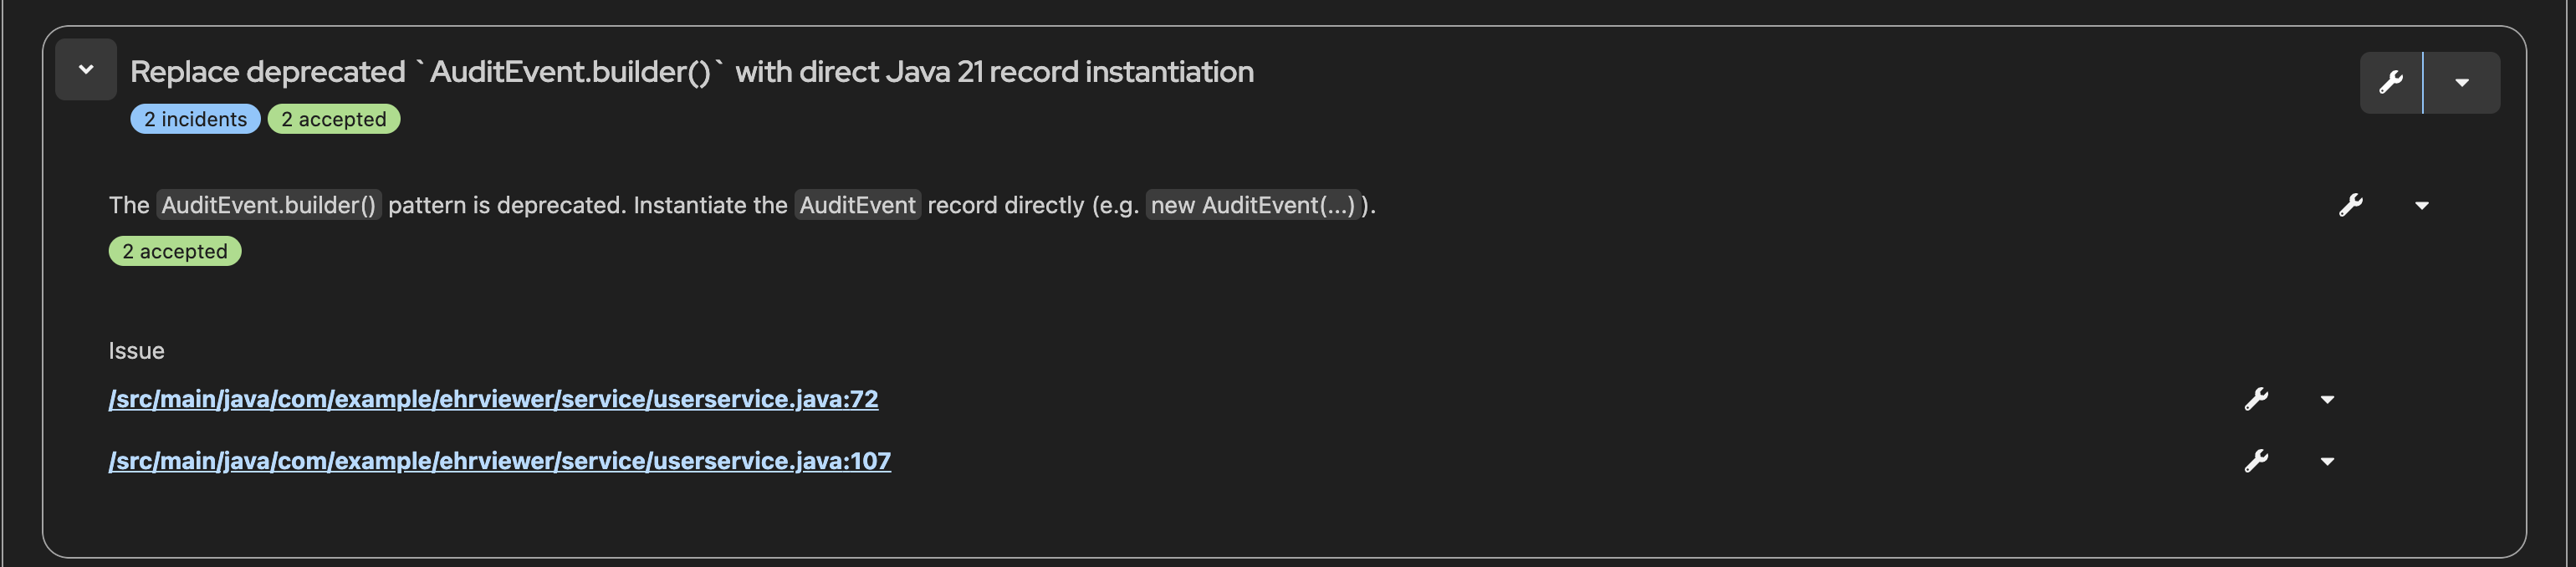 Replace deprecated `AuditEvent.builder()` with direct Java 21 record instantiation
2 incidents 2 accepted
The AuditEvent.builder() pattern is deprecated. Instantiate the AuditEvent record directly (e.g. new AuditEvent(...) ).
2 accepted
Issue
/src/main/java/com/example/ehrviewer/service/userservice.java:72
/src/main/java/com/example/ehrviewer/service/userservice.java:107